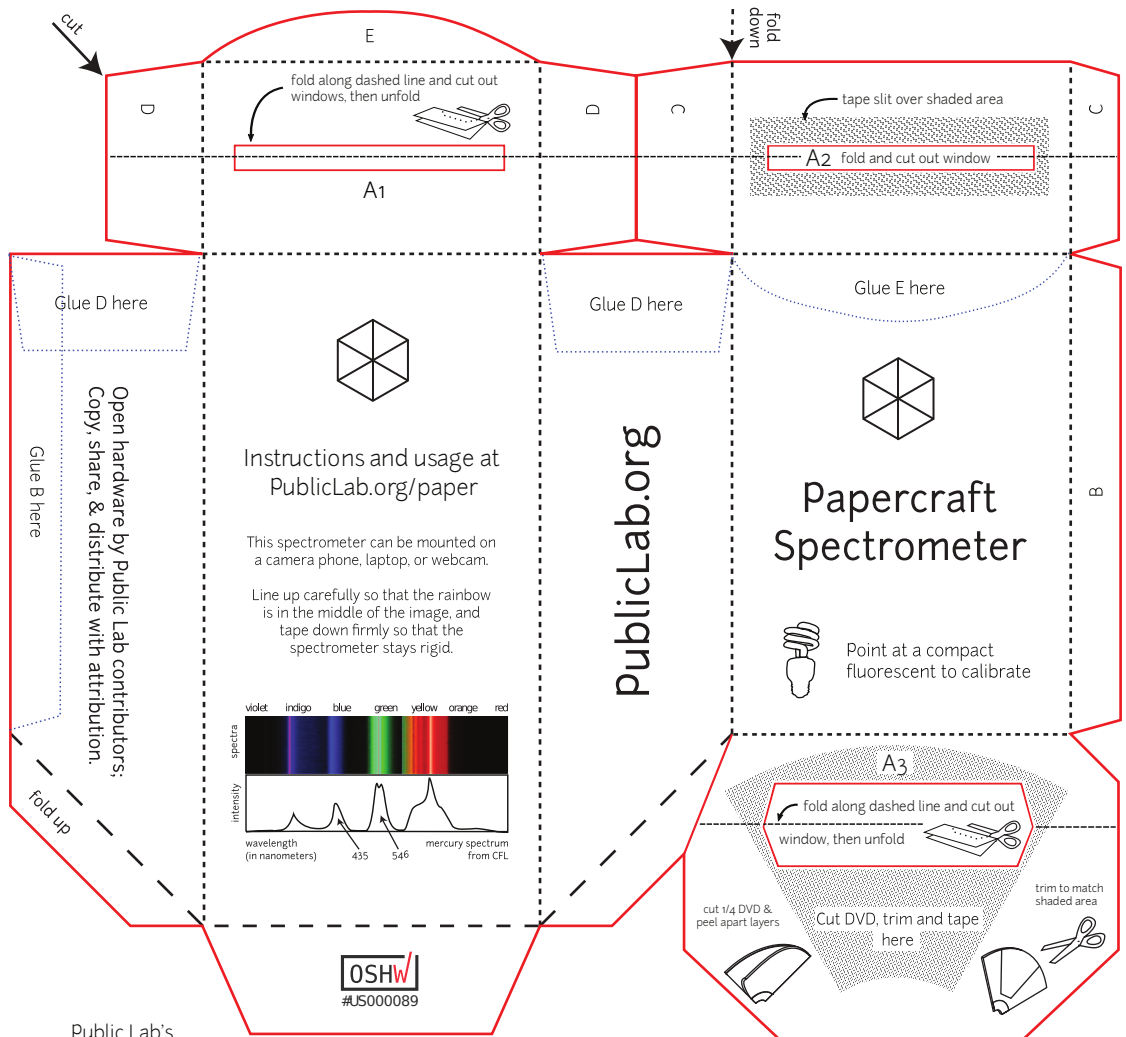 cut
E
fold
down
fold along dashed line and cut out
windows, then unfold
D
D
C
C
tape slit over shaded area
A2 fold and cut out window
A1
Glue D here
Glue D here
Glue E here
Glue B here
Open hardware by Public Lab contributors;
Copy, share, & distribute with attribution.
fold up
Instructions and usage at
PublicLab.org/paper
This spectrometer can be mounted on
a camera phone, laptop, or webcam.
Line up carefully so that the rainbow
is in the middle of the image, and
tape down firmly so that the
spectrometer stays rigid.
violet indigo blue green yellow orange red
spectra
intensity
wavelength
(in nanometers)
435
546
mercury spectrum
from CFL
PublicLab.org
Papercraft
Spectrometer
B
Point at a compact
fluorescent to calibrate
A3
fold along dashed line and cut out
window, then unfold
cut 1/4 DVD &
peel apart layers
Cut DVD, trim and tape
here
trim to match
shaded area
OSHW
#US000089
Public Lab's